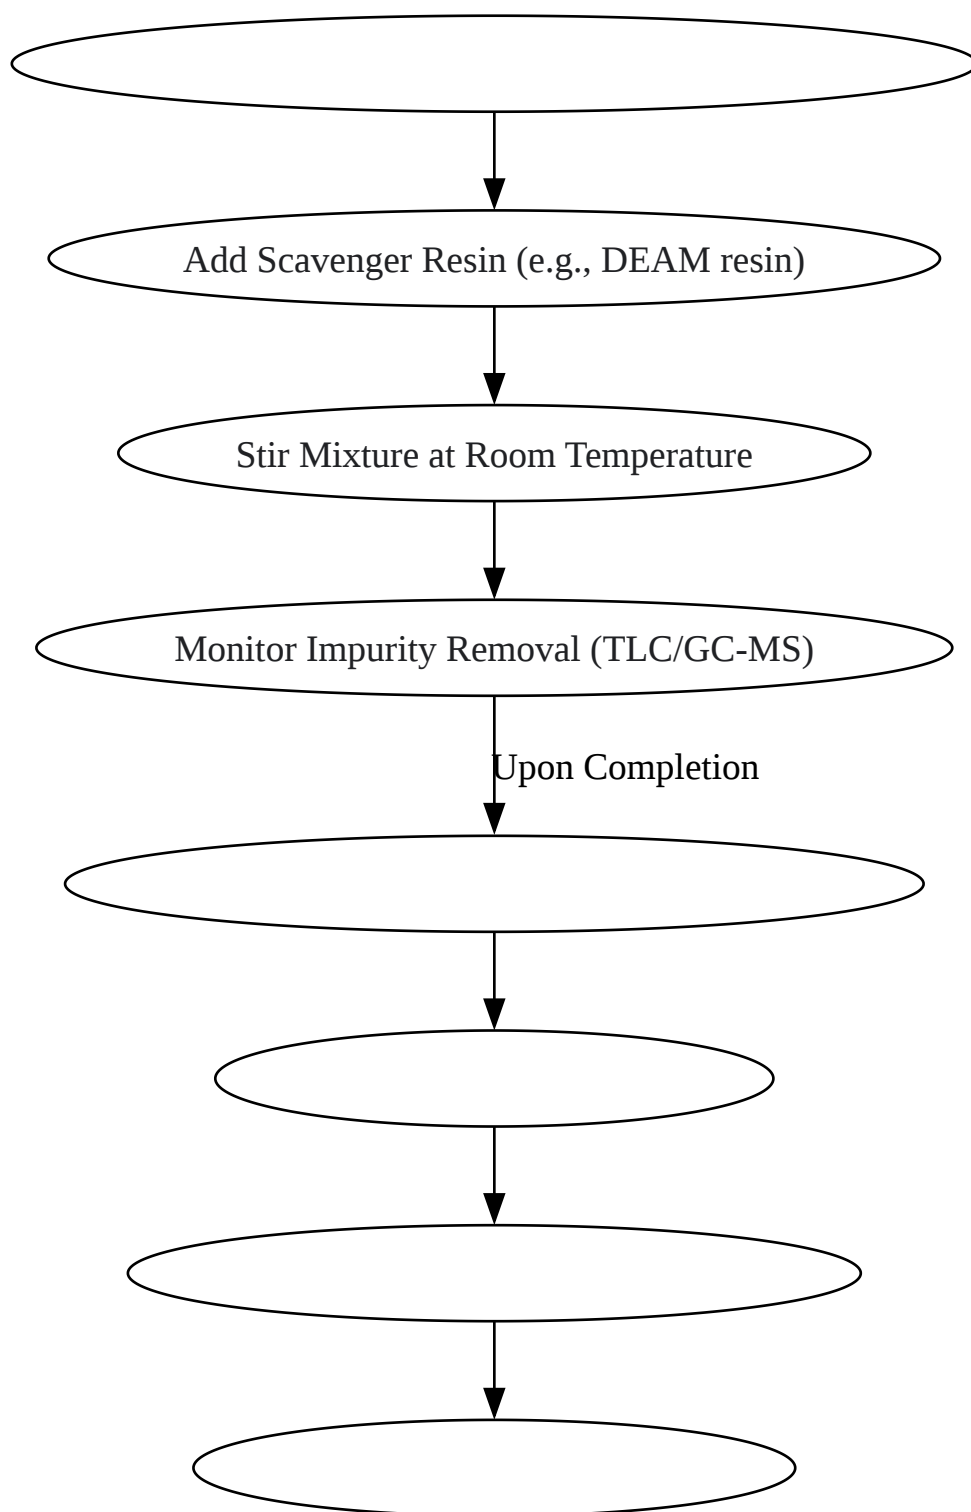 Add Scavenger Resin (e.g., DEAM resin)
Stir Mixture at Room Temperature
Monitor Impurity Removal (TLC/GC-MS)
Upon Completion